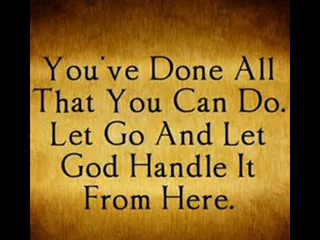 You've Done All
That You Can Do.
Let Go And Let
God Handle It
From Here.